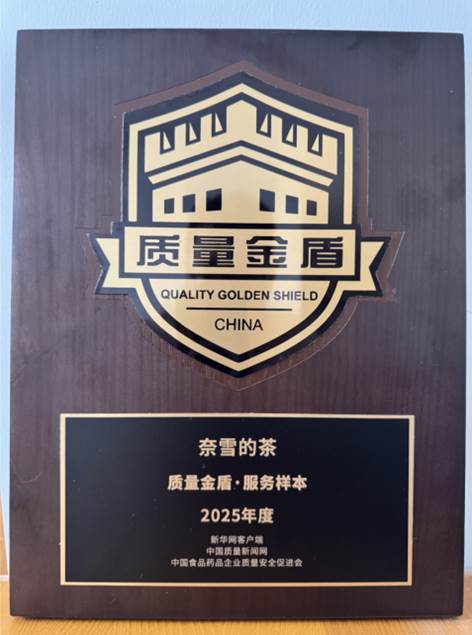 质量金盾
QUALITY GOLDEN SHIELD
CHINA
奈雪的茶
质量金盾·服务样本
2025年度
新华网客户端
中国质量新闻网
中国食品药品企业质量安全促进会